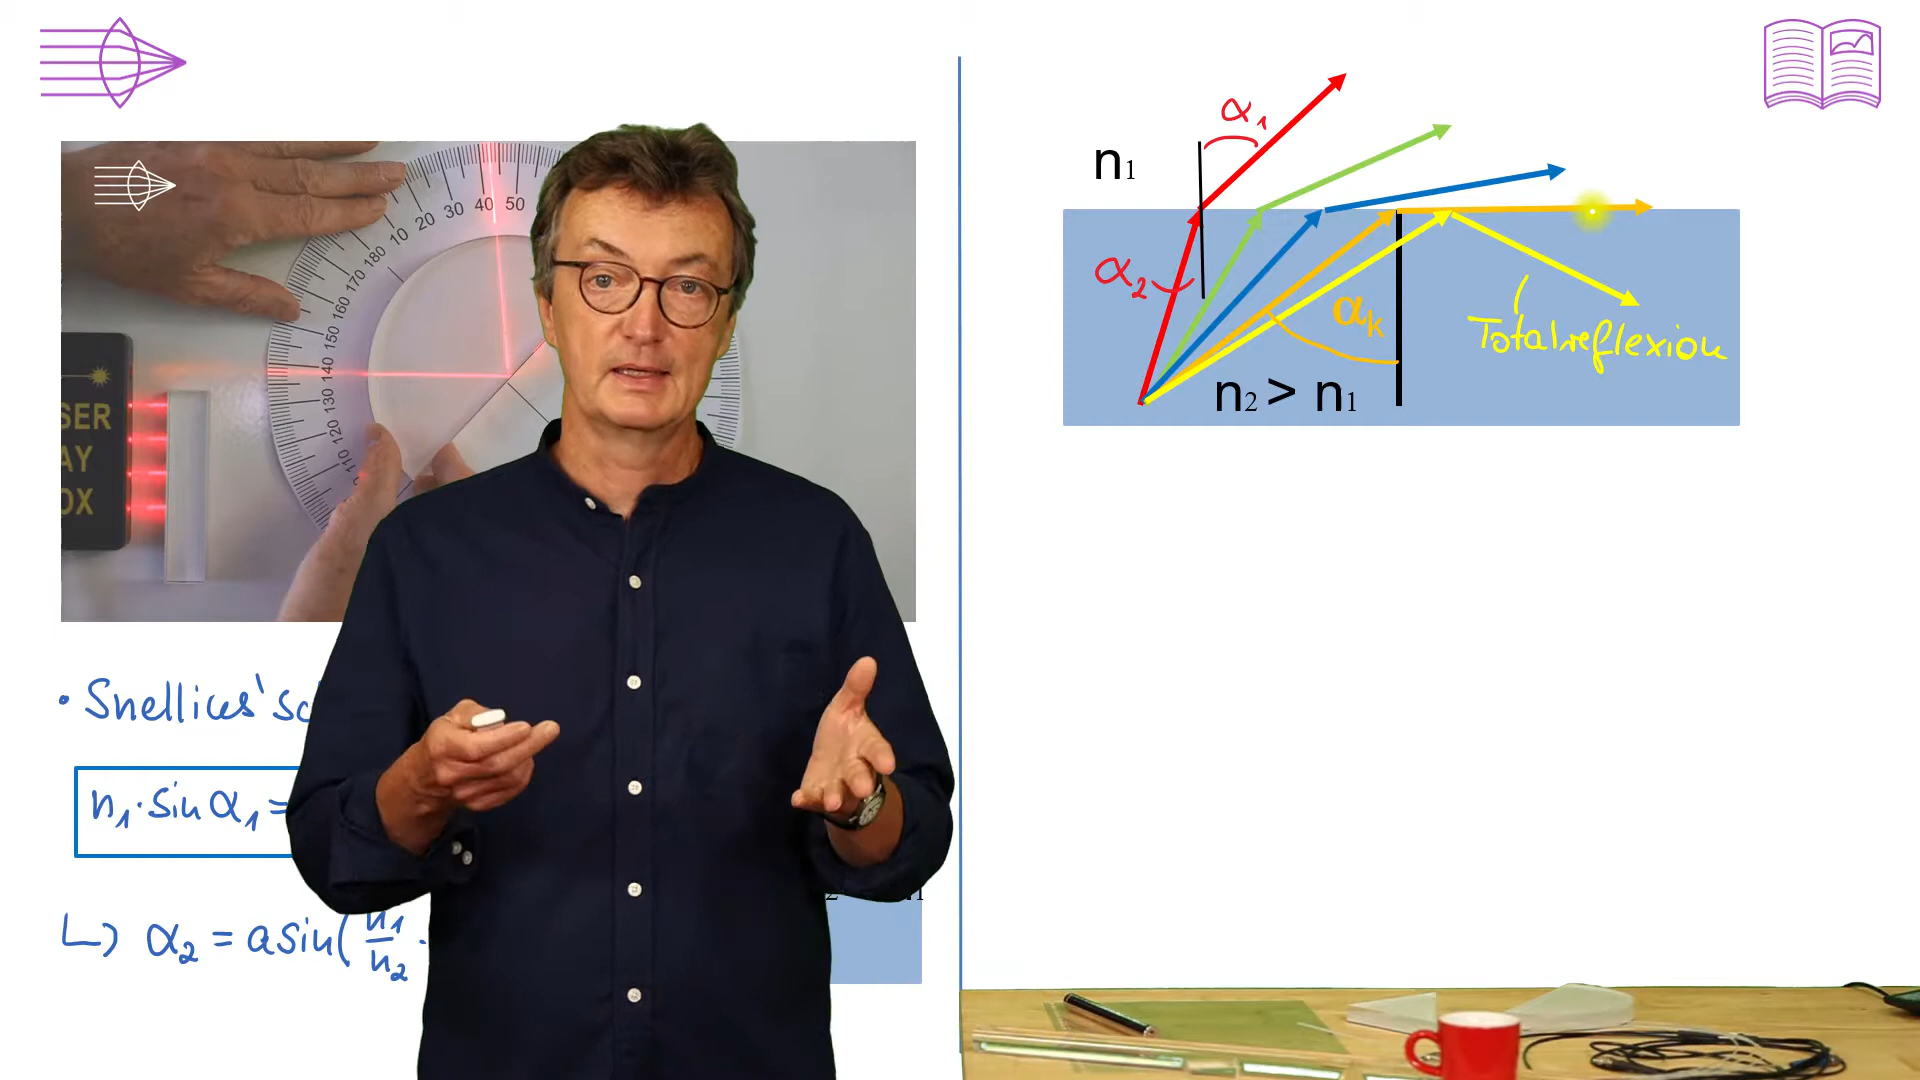 10 20 30 40 50
180 170 160 150 140 130 120 110
SER
AY
OX
• Snellius'
n₁·sin α₁ =
↳ α₂ = asin( n₁/n₂ ·
α₁
n₁
α₂
αk
Totalreflexion
n₂ > n₁